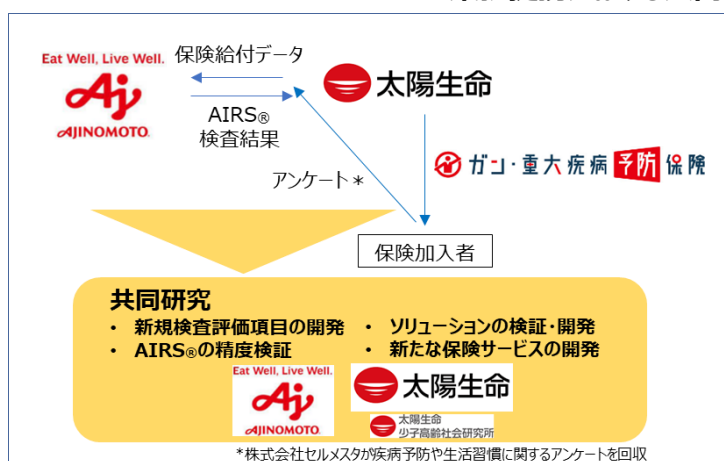 Eat Well, Live Well.
AJINOMOTO
保険給付データ
太陽生命
AIRS®
検査結果
アンケート*
ガン・重大疾病予防保険
保険加入者
共同研究
• 新規検査評価項目の開発
• AIRS®の精度検証
• ソリューションの検証・開発
• 新たな保険サービスの開発
Eat Well, Live Well.
AJINOMOTO
太陽生命
太陽生命
少子高齢社会研究所
*株式会社セルメスタが疾病予防や生活習慣に関するアンケートを回収